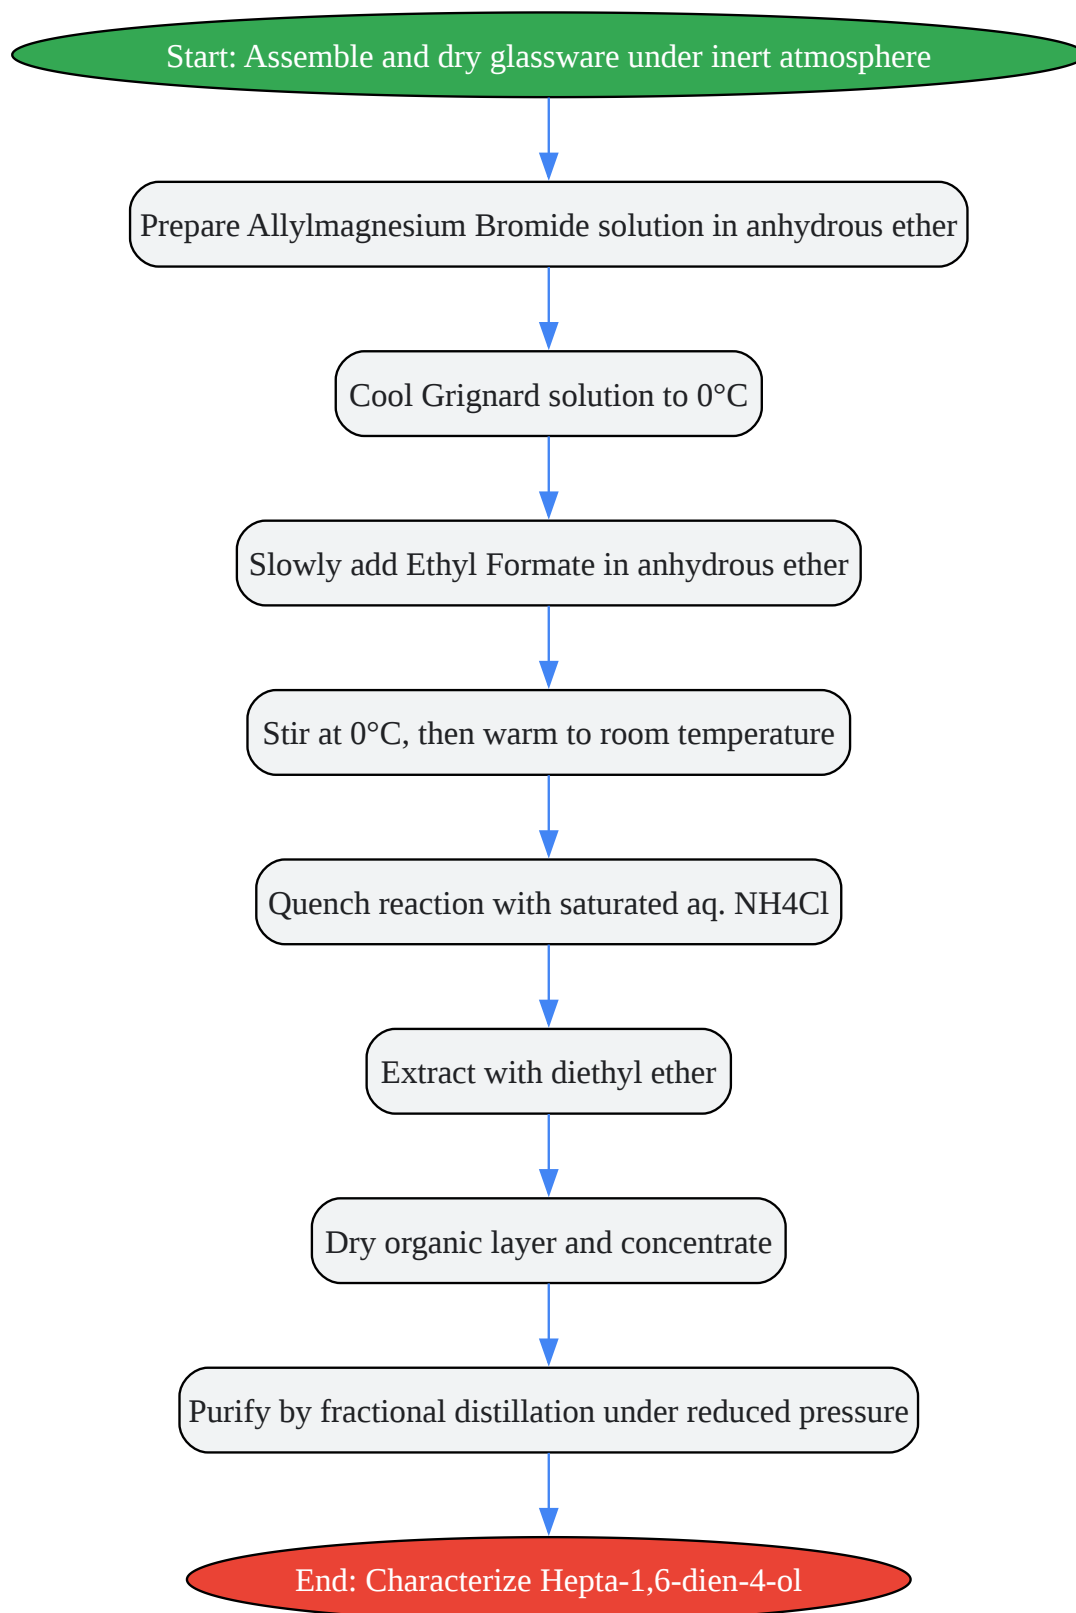 Start: Assemble and dry glassware under inert atmosphere
Prepare Allylmagnesium Bromide solution in anhydrous ether
Cool Grignard solution to 0°C
Slowly add Ethyl Formate in anhydrous ether
Stir at 0°C, then warm to room temperature
Quench reaction with saturated aq. NH4Cl
Extract with diethyl ether
Dry organic layer and concentrate
Purify by fractional distillation under reduced pressure
End: Characterize Hepta-1,6-dien-4-ol